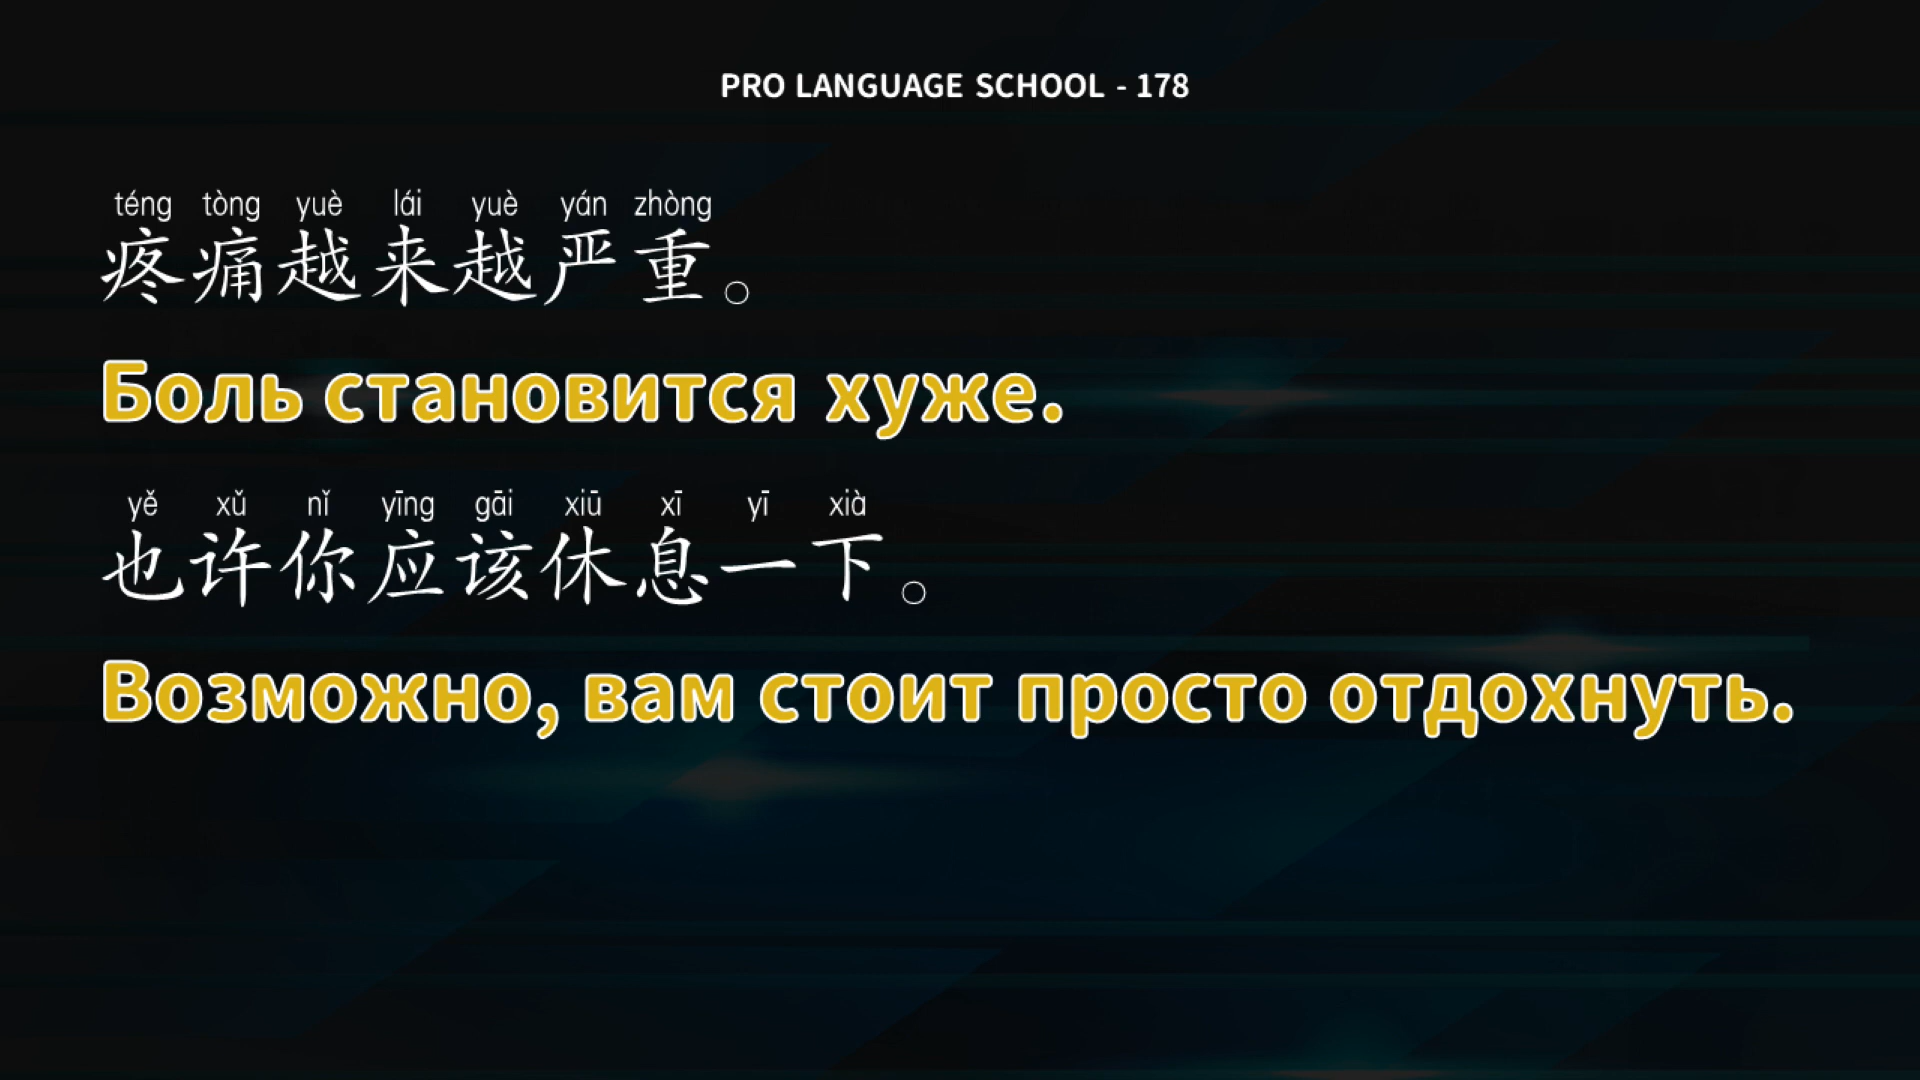 PRO LANGUAGE SCHOOL - 178
téng tòng yuè lái yuè yán zhòng
疼痛越来越严重。
Боль становится хуже.
yě xǔ nǐ yīng gāi xiū xī yī xià
也许你应该休息一下。
Возможно, вам стоит просто отдохнуть.